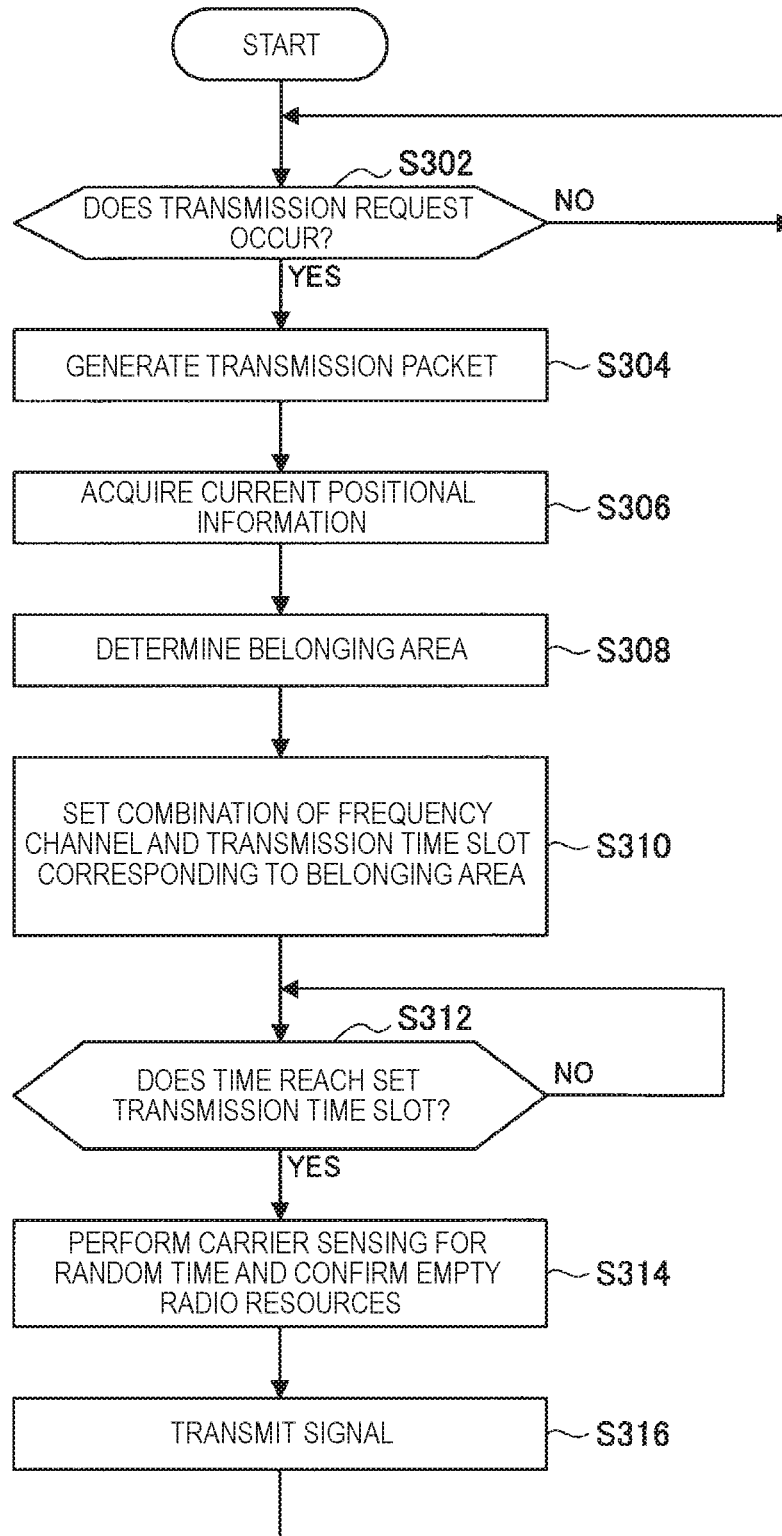 START
S302
DOES TRANSMISSION REQUEST
OCCUR?
NO
YES
GENERATE TRANSMISSION PACKET
S304
ACQUIRE CURRENT POSITIONAL
INFORMATION
S306
DETERMINE BELONGING AREA
S308
SET COMBINATION OF FREQUENCY
CHANNEL AND TRANSMISSION TIME SLOT
CORRESPONDING TO BELONGING AREA
S310
S312
DOES TIME REACH SET
TRANSMISSION TIME SLOT?
NO
YES
PERFORM CARRIER SENSING FOR
RANDOM TIME AND CONFIRM EMPTY
RADIO RESOURCES
S314
TRANSMIT SIGNAL
S316